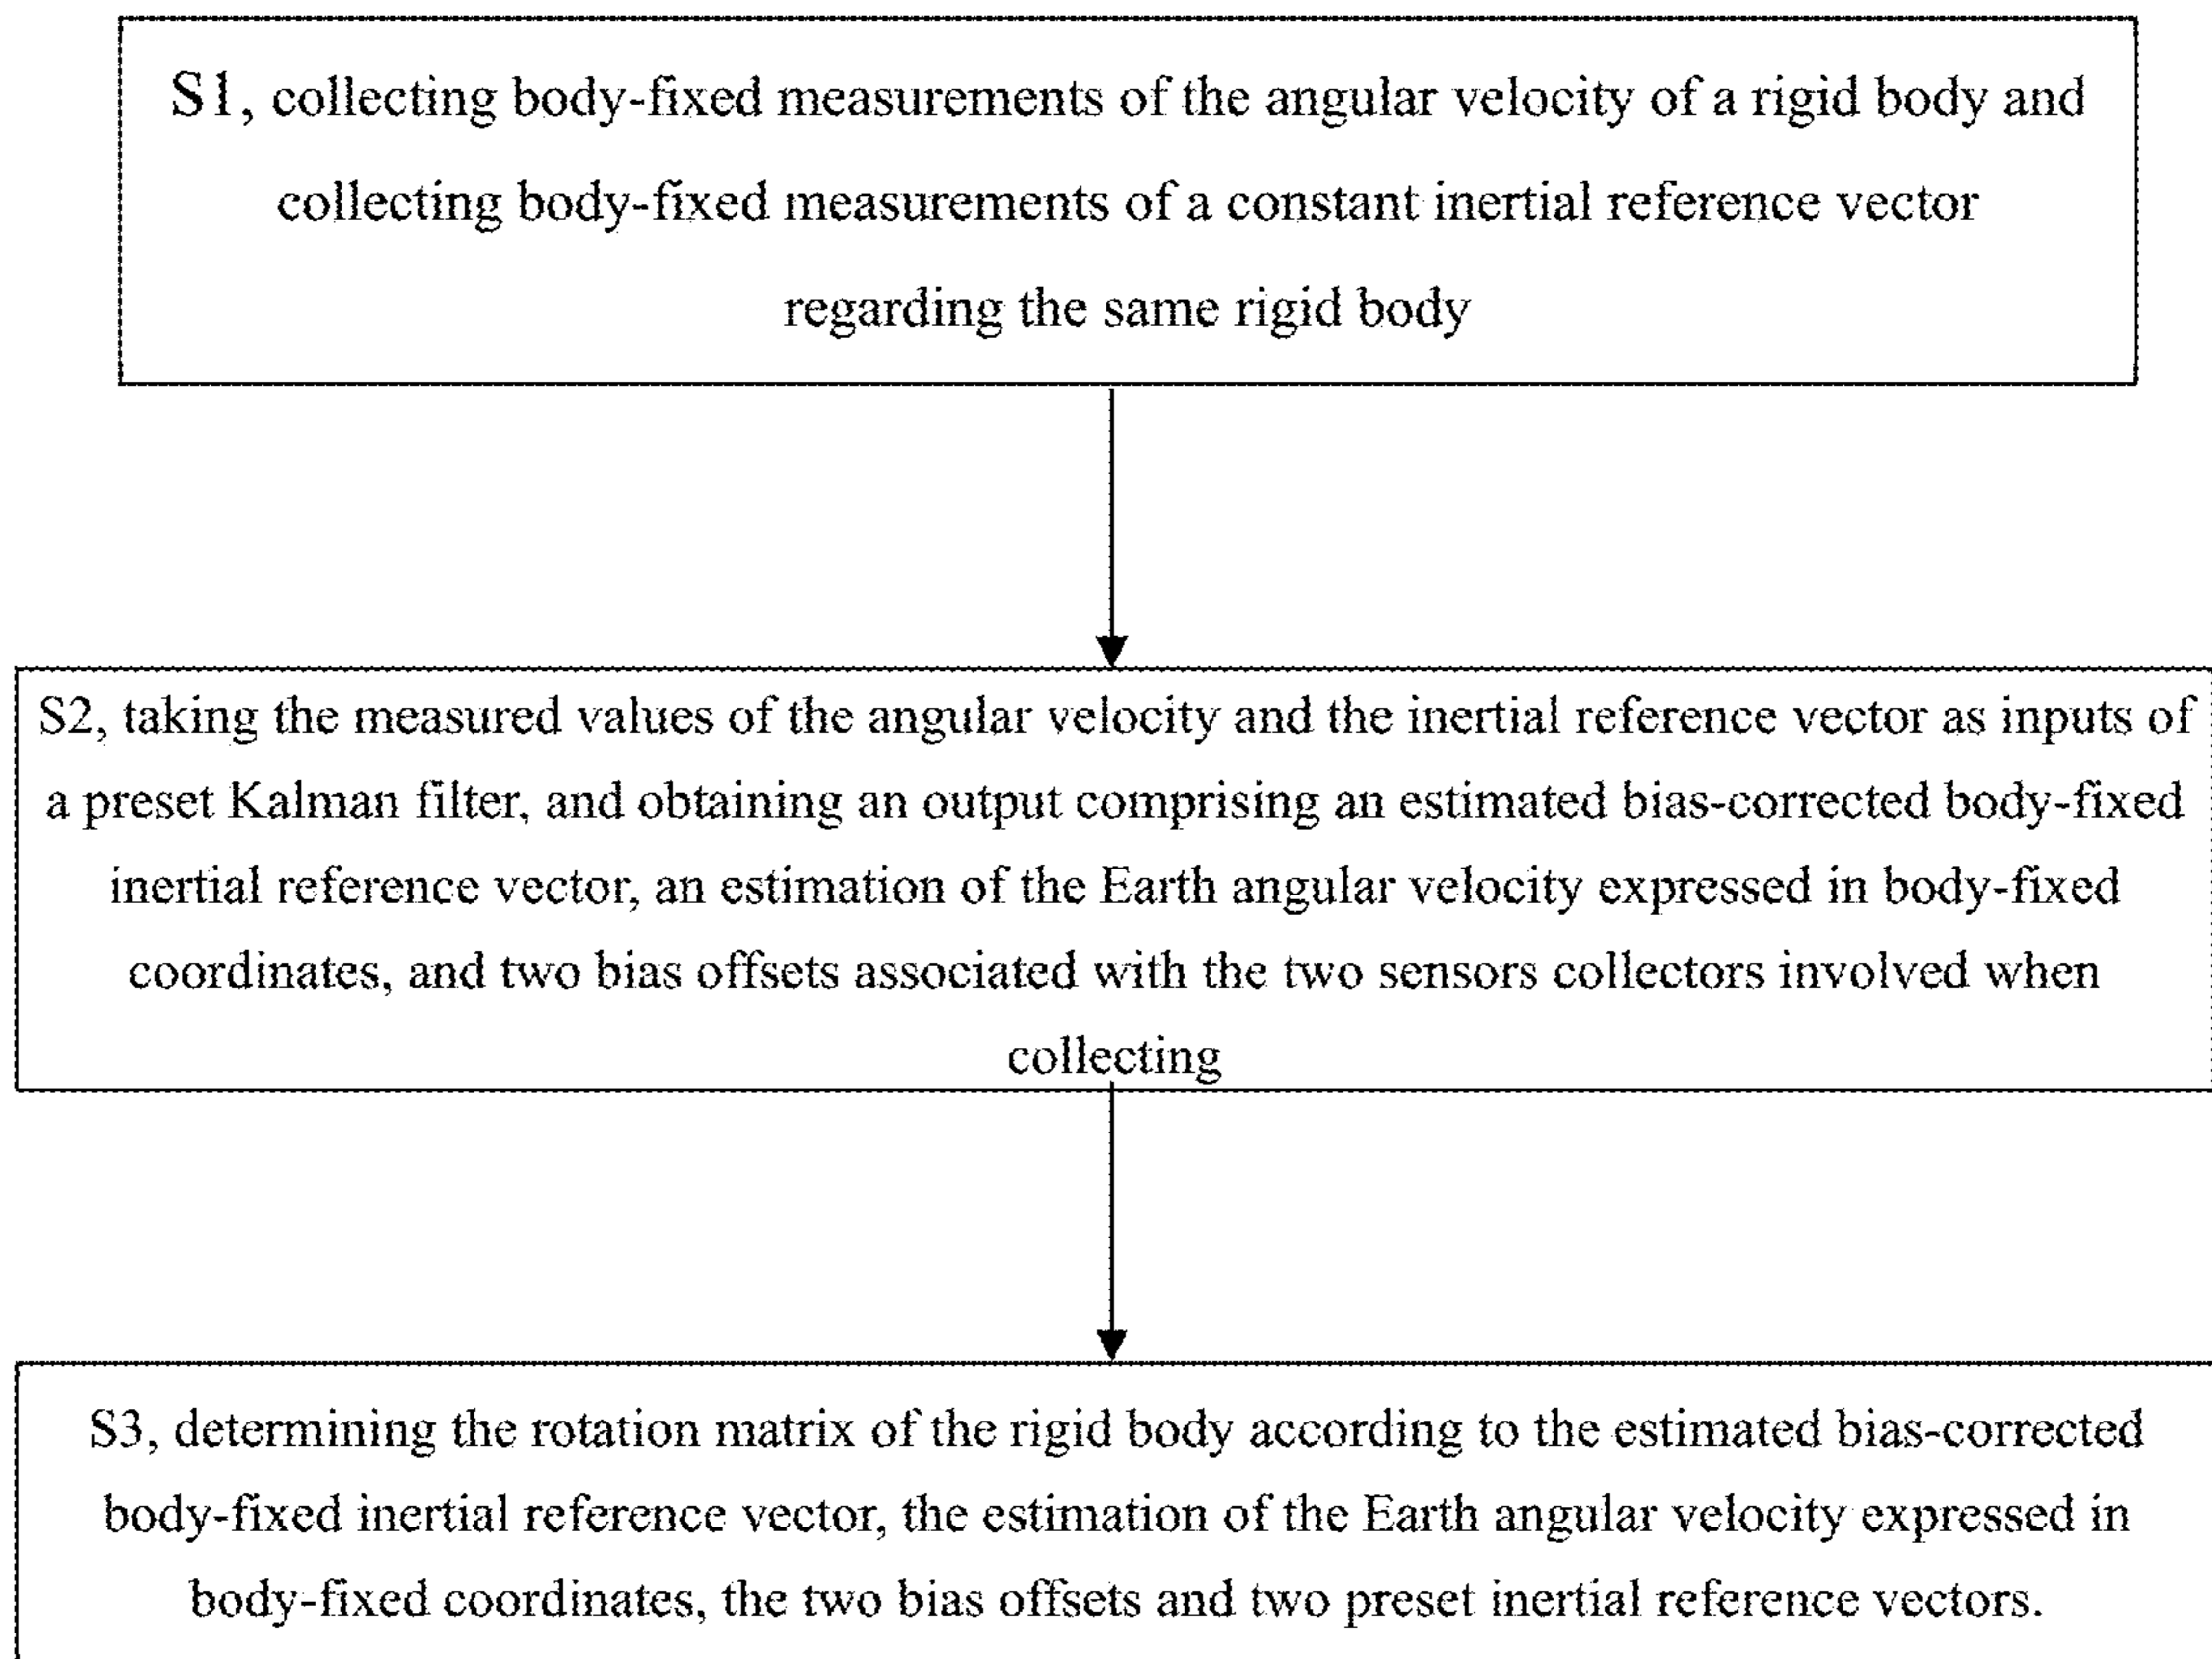 S1, collecting body-fixed measurements of the angular velocity of a rigid body and
collecting body-fixed measurements of a constant inertial reference vector
regarding the same rigid body
S2, taking the measured values of the angular velocity and the inertial reference vector as inputs of
a preset Kalman filter, and obtaining an output comprising an estimated bias-corrected body-fixed
inertial reference vector, an estimation of the Earth angular velocity expressed in body-fixed
coordinates, and two bias offsets associated with the two sensors collectors involved when
collecting
S3, determining the rotation matrix of the rigid body according to the estimated bias-corrected
body-fixed inertial reference vector, the estimation of the Earth angular velocity expressed in
body-fixed coordinates, the two bias offsets and two preset inertial reference vectors.